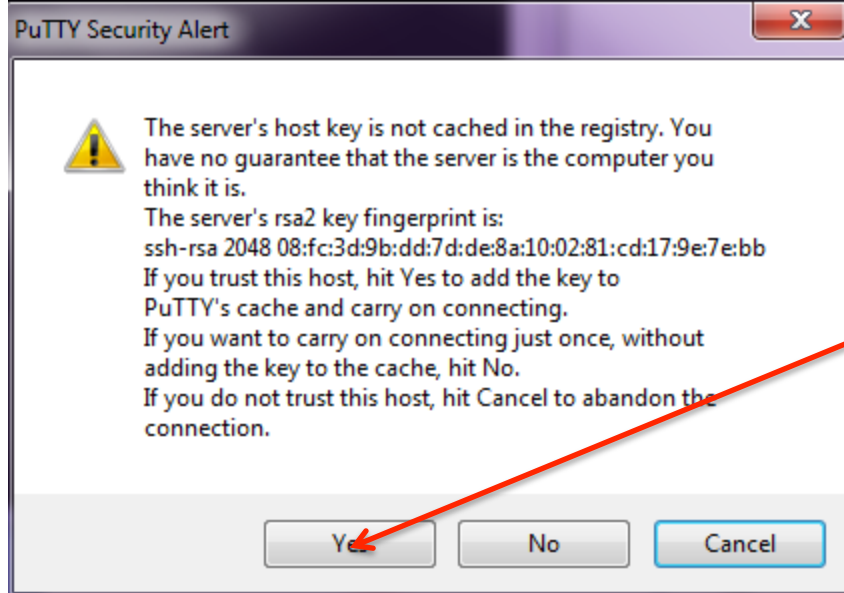 PuTTY Security Alert
The server's host key is not cached in the registry. You
have no guarantee that the server is the computer you
think it is.
The server's rsa2 key fingerprint is:
ssh-rsa 2048 08:fc:3d:9b:dd:7d:de:8a:10:02:81:cd:17:9e:7e:bb
If you trust this host, hit Yes to add the key to
PuTTY's cache and carry on connecting.
If you want to carry on connecting just once, without
adding the key to the cache, hit No.
If you do not trust this host, hit Cancel to abandon the
connection.
Yes No Cancel